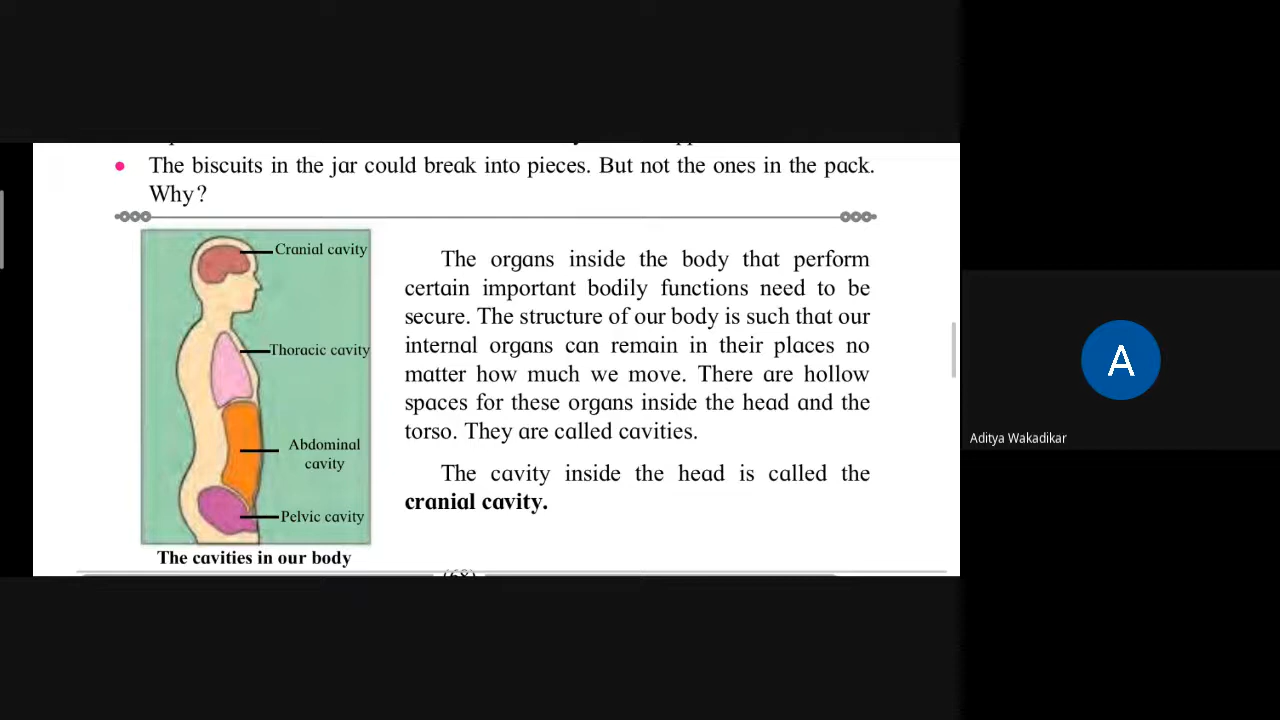 The biscuits in the jar could break into pieces. But not the ones in the pack.
Why?
Cranial cavity
Thoracic cavity
Abdominal
cavity
Pelvic cavity
The cavities in our body
The organs inside the body that perform
certain important bodily functions need to be
secure. The structure of our body is such that our
internal organs can remain in their places no
matter how much we move. There are hollow
spaces for these organs inside the head and the
torso. They are called cavities.
The cavity inside the head is called the
cranial cavity.
A
Aditya Wakadikar